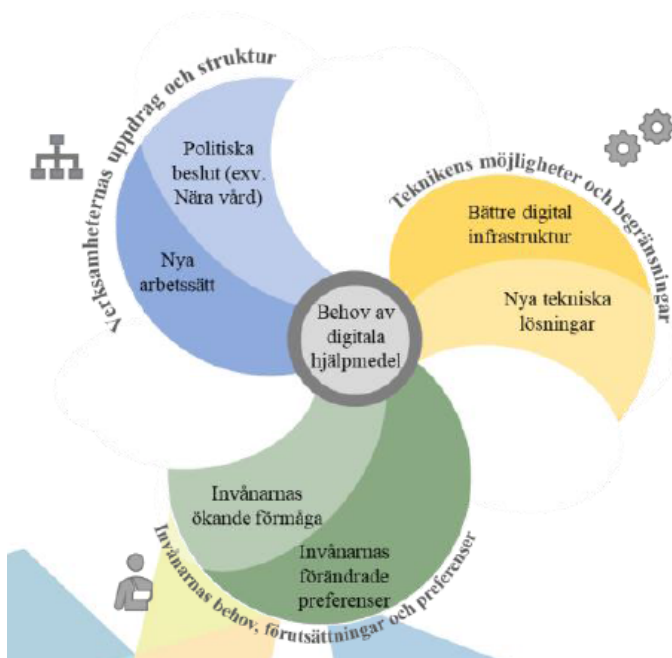 Verksamheternas uppdrag och struktur
Politiska
beslut (exv.
Nära vård)
Nya
arbetssätt
Teknikens möjligheter och begränsningar
Bättre digital
infrastruktur
Nya tekniska
lösningar
Behov av
digitala
hjälpmedel
Invånarnas
ökande förmåga
Invånarnas
förändrade
preferenser
Invånarnas behov, förutsättningar och preferenser